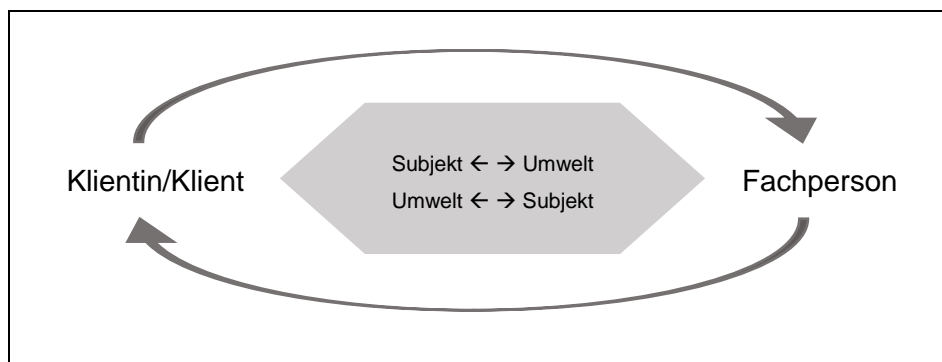 Klientin/Klient
Subjekt ← → Umwelt
Umwelt ← → Subjekt
Fachperson